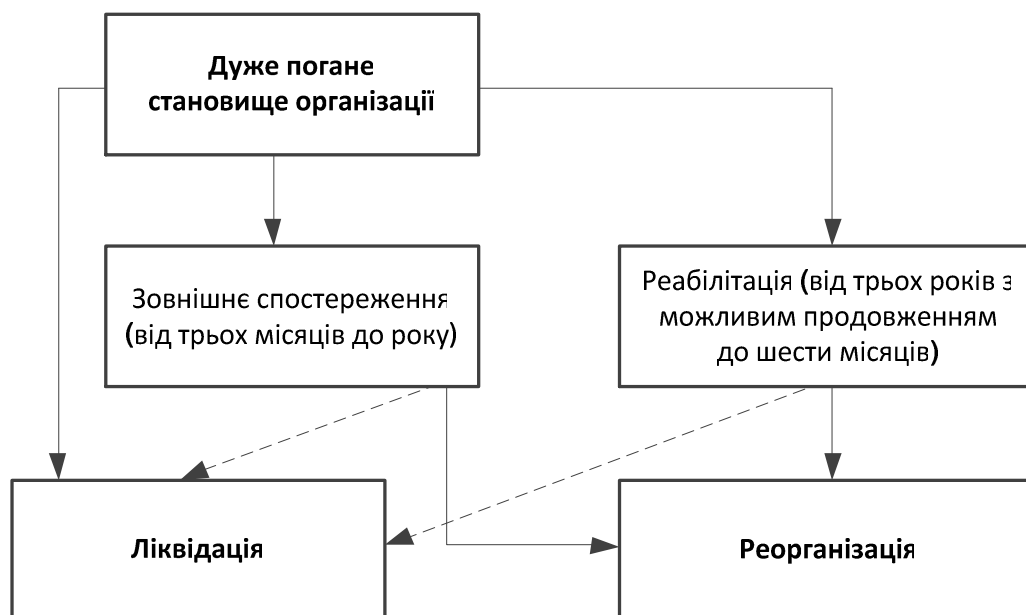 Дуже погане
становище організації
Зовнішнє спостереження
(від трьох місяців до року)
Реабілітація (від трьох років з
можливим продовженням
до шести місяців)
Ліквідація
Реорганізація